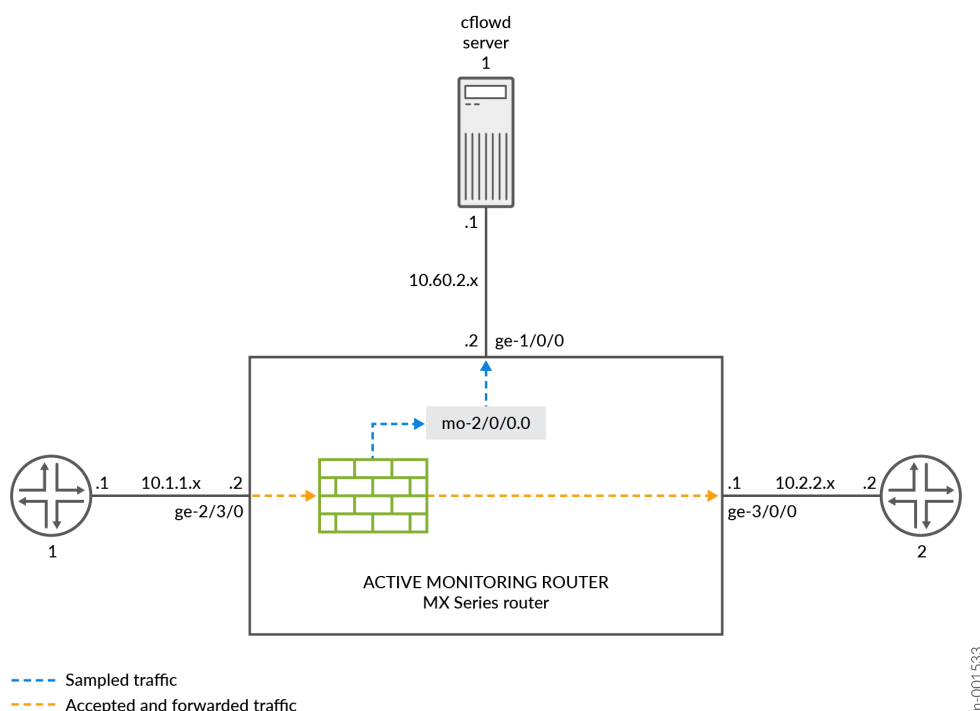 cflowd
server
1
.1
10.60.2.x
.2 ge-1/0/0
mo-2/0/0.0
.1 10.1.1.x .2
ge-2/3/0
1
.1 10.2.2.x .2
ge-3/0/0
2
ACTIVE MONITORING ROUTER
MX Series router
Sampled traffic
Accepted and forwarded traffic